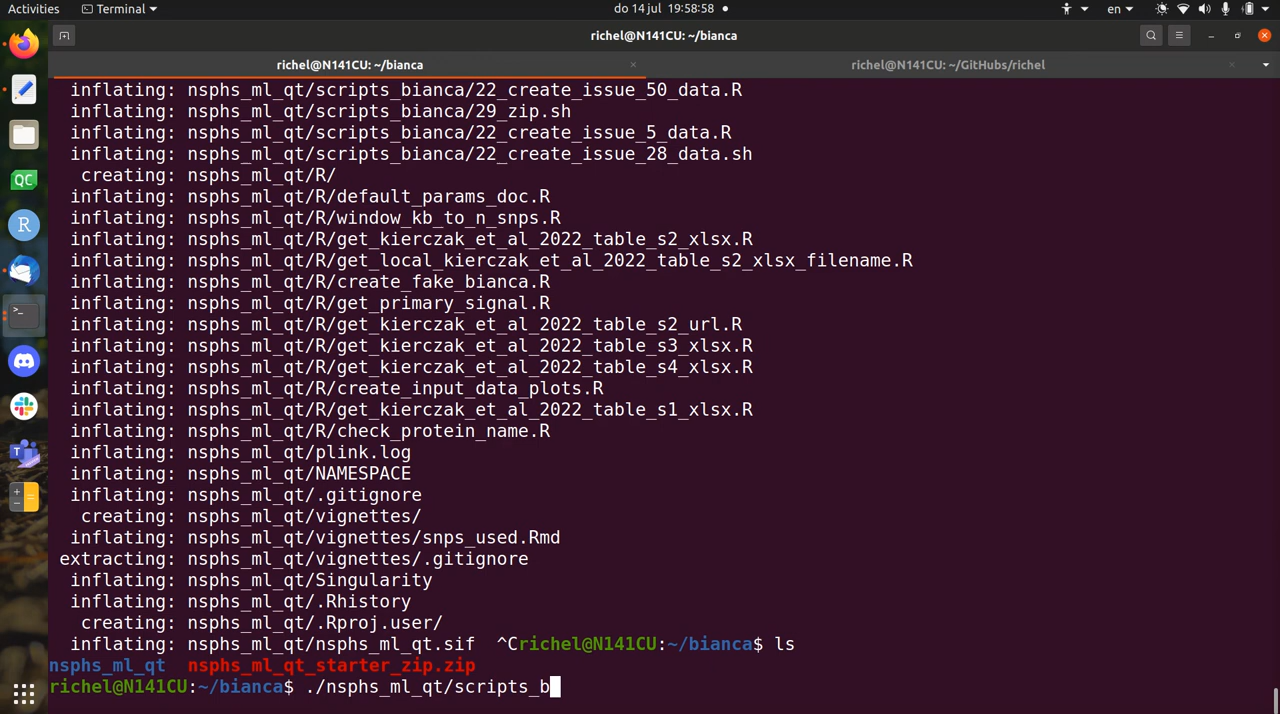 Activities
Terminal
do 14 jul 19:58:58
en
richel@N141CU: ~/bianca
richel@N141CU: ~/bianca
richel@N141CU: ~/GitHubs/richel
inflating: nsphs_ml_qt/scripts_bianca/22_create_issue_50_data.R
inflating: nsphs_ml_qt/scripts_bianca/29_zip.sh
inflating: nsphs_ml_qt/scripts_bianca/22_create_issue_5_data.R
inflating: nsphs_ml_qt/scripts_bianca/22_create_issue_28_data.sh
creating: nsphs_ml_qt/R/
inflating: nsphs_ml_qt/R/default_params_doc.R
inflating: nsphs_ml_qt/R/window_kb_to_n_snps.R
inflating: nsphs_ml_qt/R/get_kierczak_et_al_2022_table_s2_xlsx.R
inflating: nsphs_ml_qt/R/get_local_kierczak_et_al_2022_table_s2_xlsx_filename.R
inflating: nsphs_ml_qt/R/create_fake_bianca.R
inflating: nsphs_ml_qt/R/get_primary_signal.R
inflating: nsphs_ml_qt/R/get_kierczak_et_al_2022_table_s2_url.R
inflating: nsphs_ml_qt/R/get_kierczak_et_al_2022_table_s3_xlsx.R
inflating: nsphs_ml_qt/R/get_kierczak_et_al_2022_table_s4_xlsx.R
inflating: nsphs_ml_qt/R/create_input_data_plots.R
inflating: nsphs_ml_qt/R/get_kierczak_et_al_2022_table_s1_xlsx.R
inflating: nsphs_ml_qt/R/check_protein_name.R
inflating: nsphs_ml_qt/plink.log
inflating: nsphs_ml_qt/NAMESPACE
inflating: nsphs_ml_qt/.gitignore
creating: nsphs_ml_qt/vignettes/
inflating: nsphs_ml_qt/vignettes/snps_used.Rmd
extracting: nsphs_ml_qt/vignettes/.gitignore
inflating: nsphs_ml_qt/Singularity
inflating: nsphs_ml_qt/.Rhistory
creating: nsphs_ml_qt/.Rproj.user/
inflating: nsphs_ml_qt/nsphs_ml_qt.sif  ^Crichel@N141CU:~/bianca$ ls
nsphs_ml_qt  nsphs_ml_qt_starter_zip.zip
richel@N141CU:~/bianca$ ./nsphs_ml_qt/scripts_b
QC
R